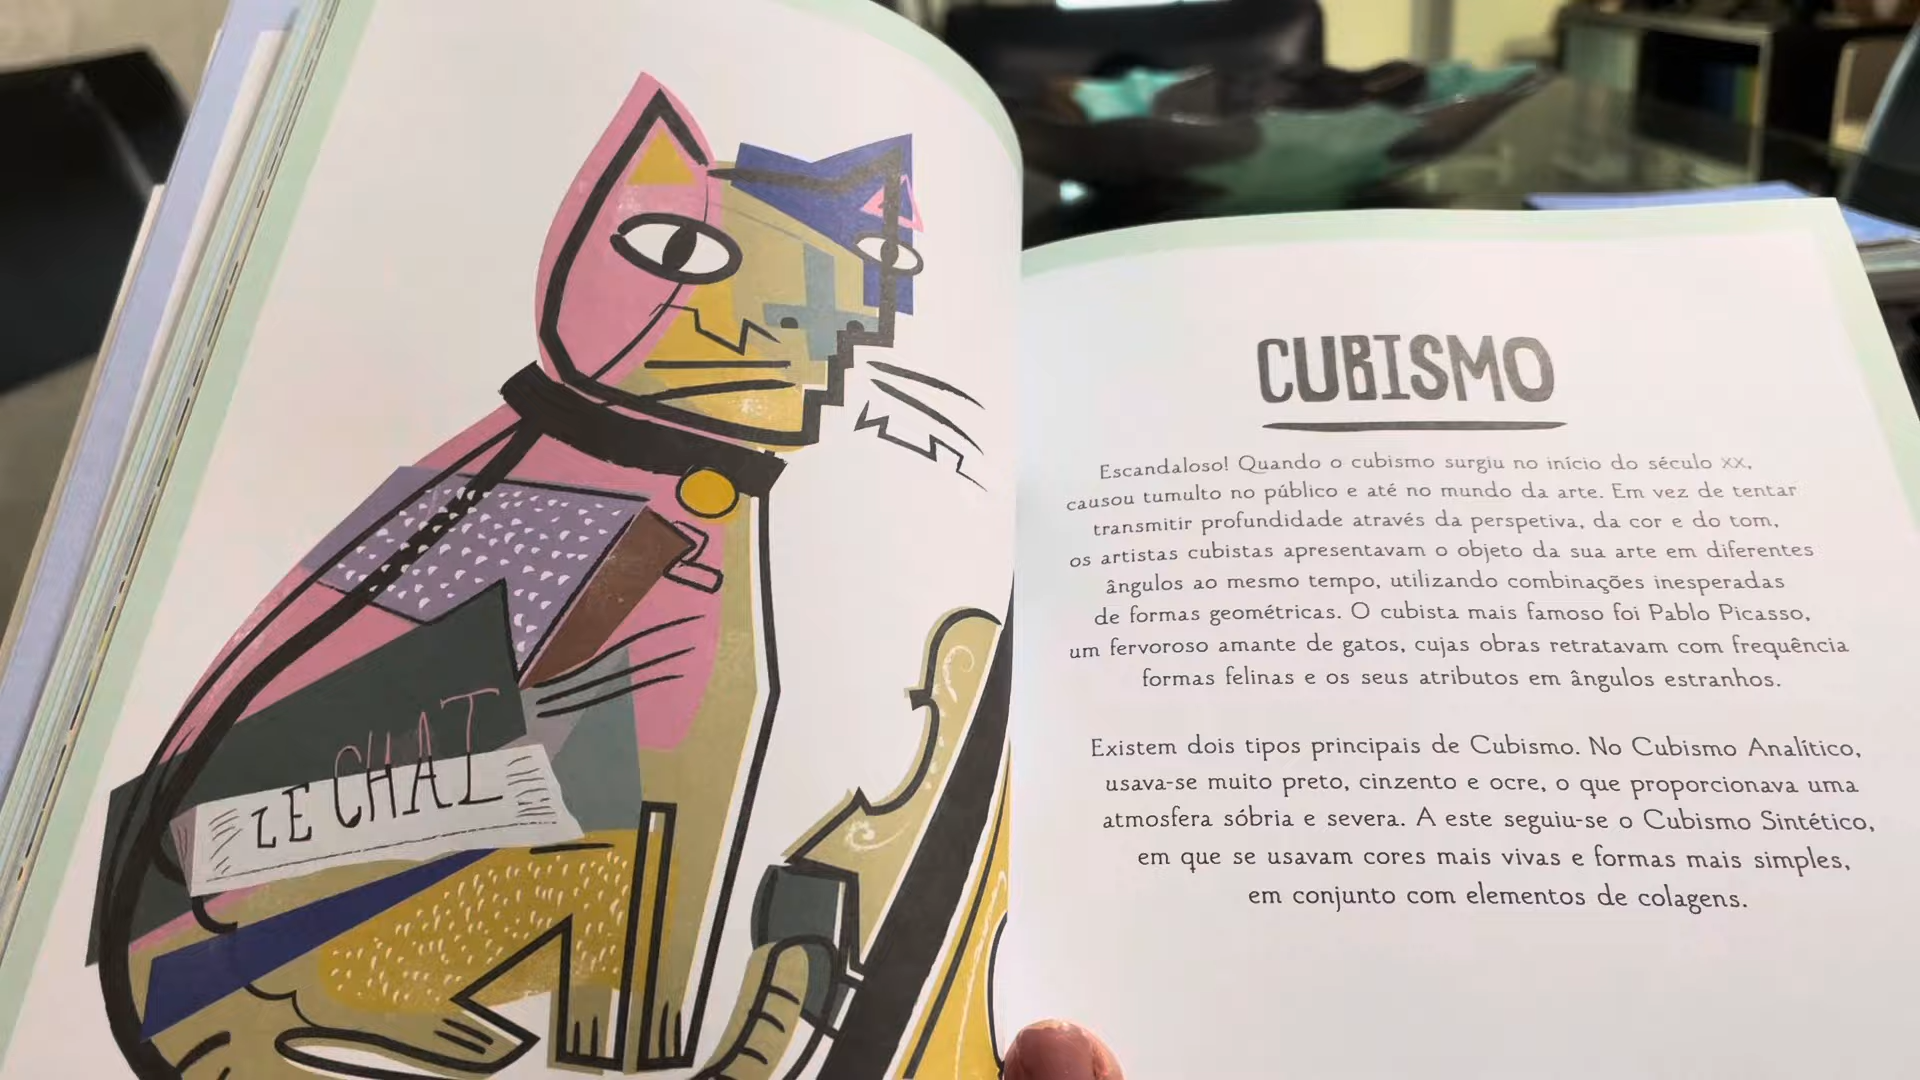 LE CHAT
CUBISMO
Escandaloso! Quando o cubismo surgiu no início do século XX,
causou tumulto no público e até no mundo da arte. Em vez de tentar
transmitir profundidade através da perspetiva, da cor e do tom,
os artistas cubistas apresentavam o objeto da sua arte em diferentes
ângulos ao mesmo tempo, utilizando combinações inesperadas
de formas geométricas. O cubista mais famoso foi Pablo Picasso,
um fervoroso amante de gatos, cujas obras retratavam com frequência
formas felinas e os seus atributos em ângulos estranhos.
Existem dois tipos principais de Cubismo. No Cubismo Analítico,
usava-se muito preto, cinzento e ocre, o que proporcionava uma
atmosfera sóbria e severa. A este seguiu-se o Cubismo Sintético,
em que se usavam cores mais vivas e formas mais simples,
em conjunto com elementos de colagens.